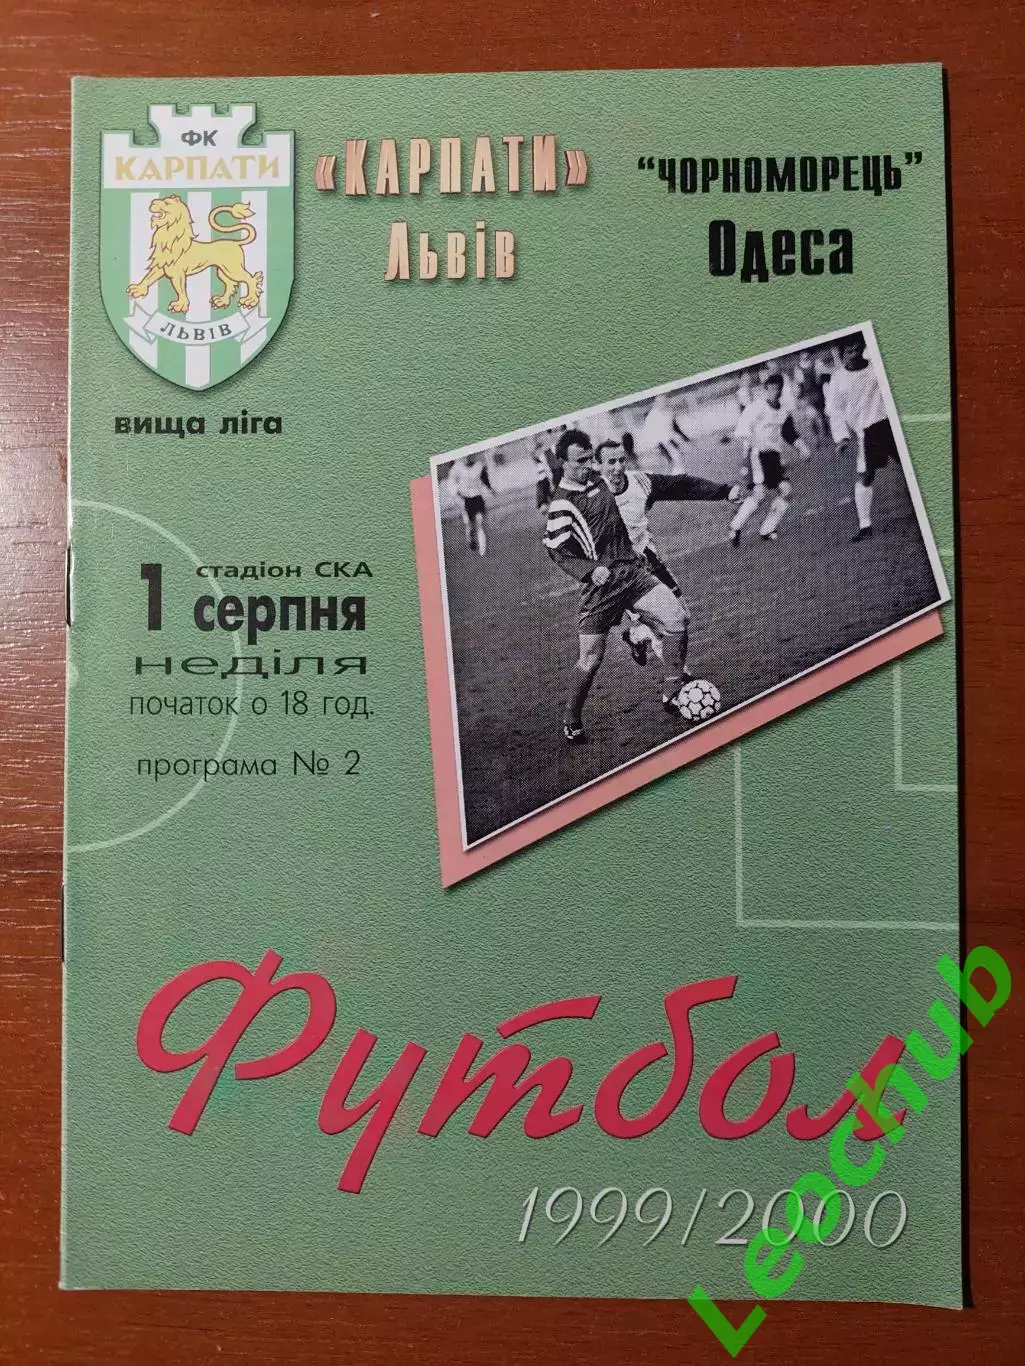 ФК
КАРПАТИ
ЛЬВІВ
«КАРПАТИ»
Львів
“ЧОРНОМОРЕЦЬ”
Одеса
вища ліга
стадіон СКА
1 серпня
неділя
початок о 18 год.
програма № 2
Футбол
1999/2000
Leochub